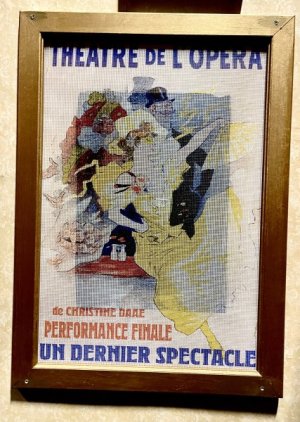 THEATRE DE L'OPERA
de CHRISTINE DAAE
PERFORMANCE FINALE
UN DERNIER SPECTACLE